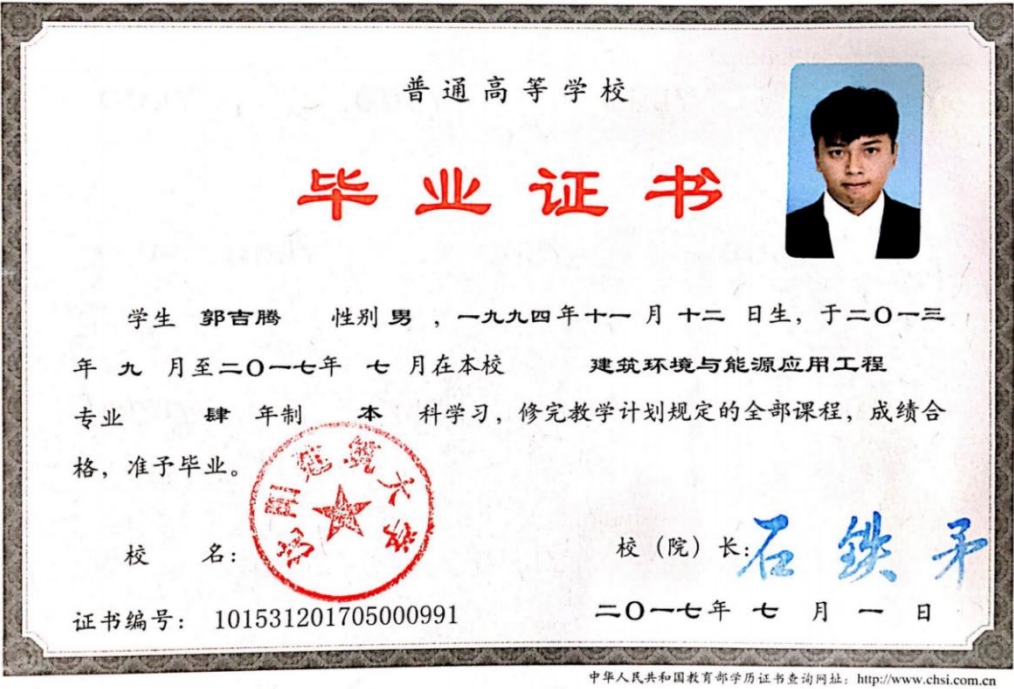 普通高等学校
毕业证书
学生 郭吉腾 性别 男 ，一九九四年十一月十二日生，于二〇一三
年九月至二〇一七年七月在本校 建筑环境与能源应用工程
专业 肆年制 本科学习，修完教学计划规定的全部课程，成绩合
格，准予毕业。
沈阳建筑大学
校 名：
校（院）长：石铁矛
证书编号： 101531201705000991
二〇一七年七月一日
中华人民共和国教育部学历证书查询网址：http://www.chsi.com.cn